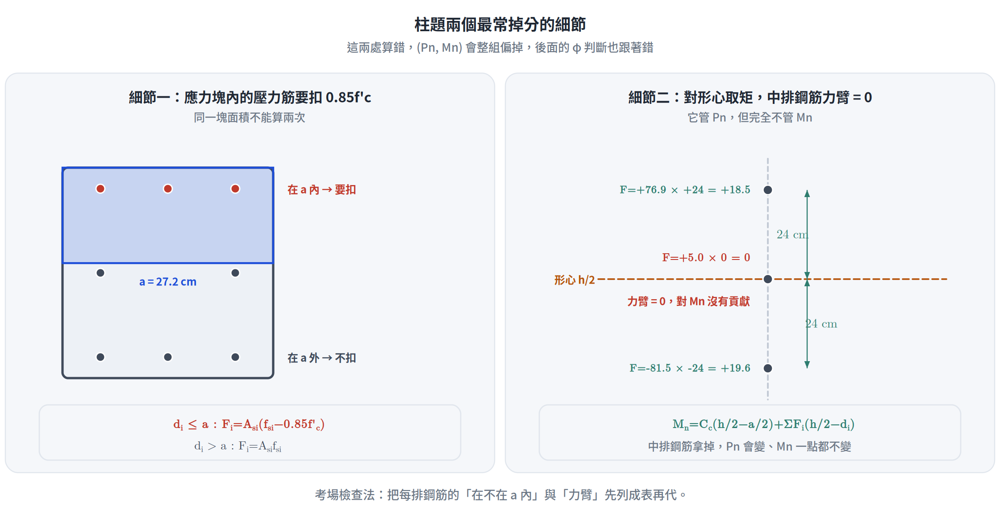 柱題兩個最常掉分的細節
這兩處算錯，(Pn, Mn) 會整組偏掉，後面的 φ 判斷也跟著錯
細節一：應力塊內的壓力筋要扣 0.85f'c
同一塊面積不能算兩次
在 a 內 → 要扣
a = 27.2 cm
在 a 外 → 不扣
dᵢ ≤ a : Fᵢ=Aₛᵢ(fₛᵢ−0.85f'c)
dᵢ > a : Fᵢ=Aₛᵢfₛᵢ
細節二：對形心取矩，中排鋼筋力臂 = 0
它管 Pn，但完全不管 Mn
F=+76.9 × +24 = +18.5
24 cm
F=+5.0 × 0 = 0
形心 h/2
力臂 = 0，對 Mn 沒有貢獻
24 cm
F=-81.5 × -24 = +19.6
Mₙ=C_c(h/2−a/2)+ΣFᵢ(h/2−dᵢ)
中排鋼筋拿掉，Pn 會變、Mn 一點都不變
考場檢查法：把每排鋼筋的「在不在 a 內」與「力臂」先列成表再代。